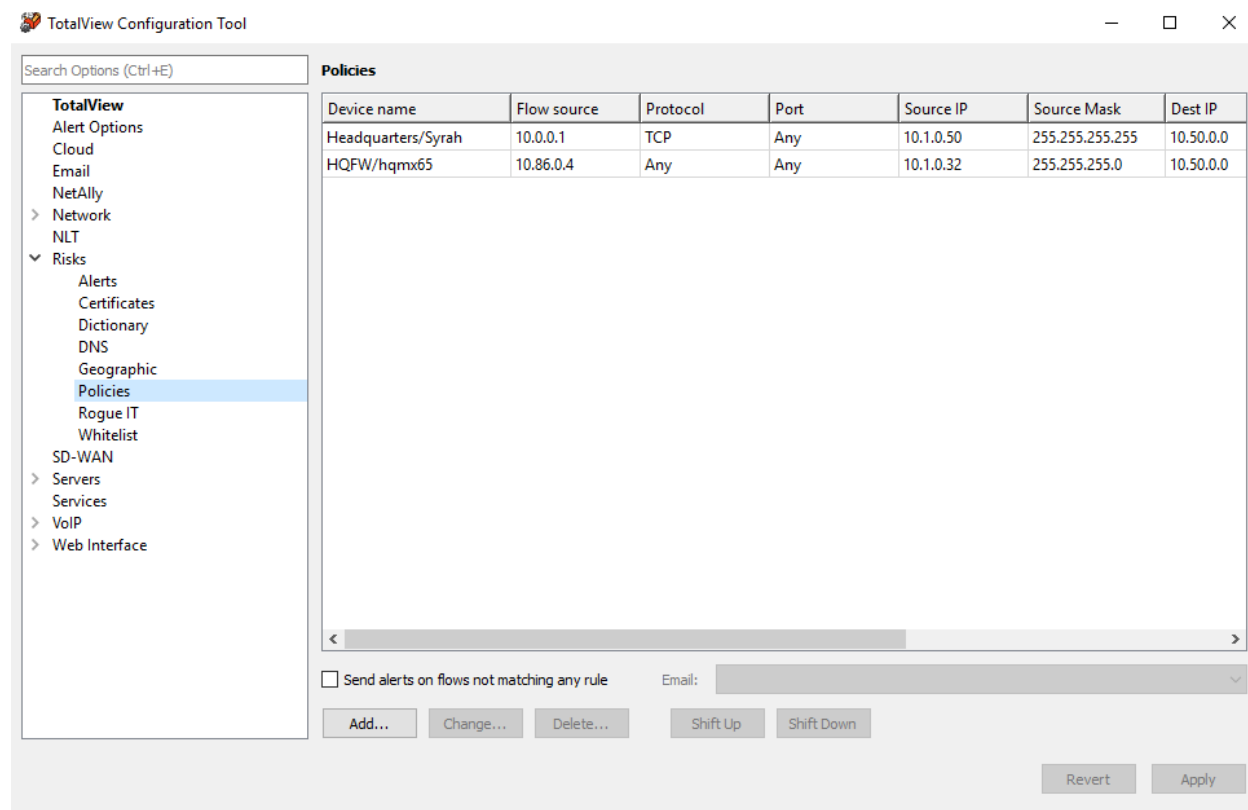 TotalView Configuration Tool
Search Options (Ctrl+E)
TotalView
Alert Options
Cloud
Email
NetAlly
Network
NLT
Risks
Alerts
Certificates
Dictionary
DNS
Geographic
Policies
Rogue IT
Whitelist
SD-WAN
Servers
Services
VoIP
Web Interface
Policies
Device name Flow source Protocol Port Source IP Source Mask Dest IP
Headquarters/Syrah 10.0.0.1 TCP Any 10.1.0.50 255.255.255.255 10.50.0.0
HQFW/hqmx65 10.86.0.4 Any Any 10.1.0.32 255.255.255.0 10.50.0.0
Send alerts on flows not matching any rule Email:
Add... Change... Delete... Shift Up Shift Down
Revert Apply